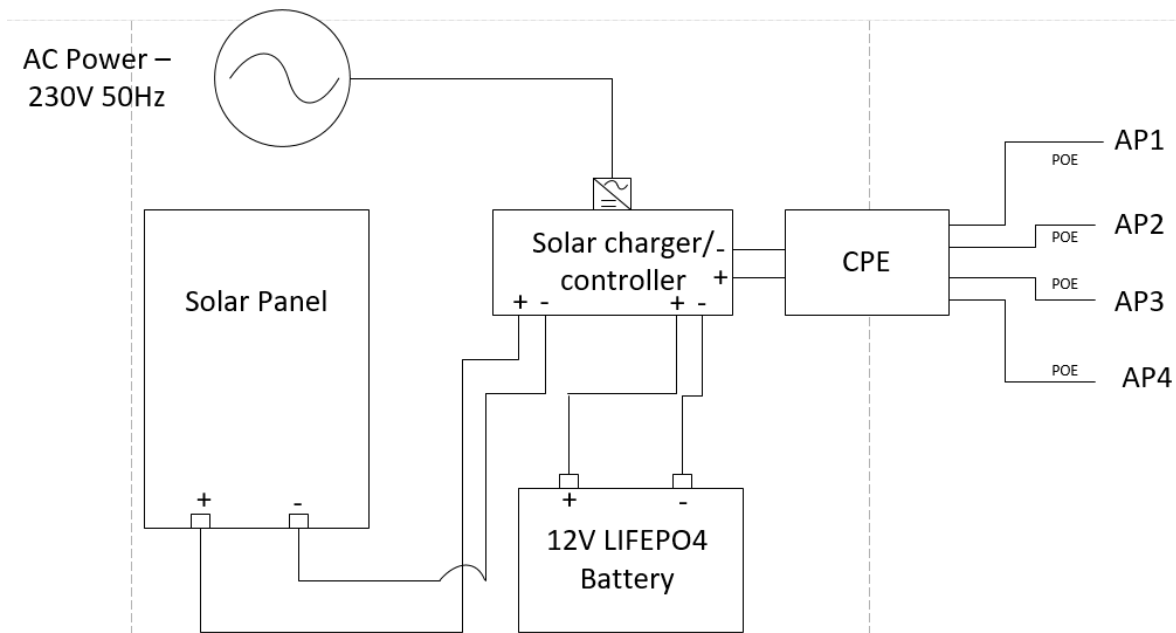 AC Power –
230V 50Hz
Solar Panel
+ -
Solar charger/
controller
-
+
+ - + -
CPE
POE
AP1
POE
AP2
POE
AP3
POE
AP4
+ -
12V LIFEPO4
Battery